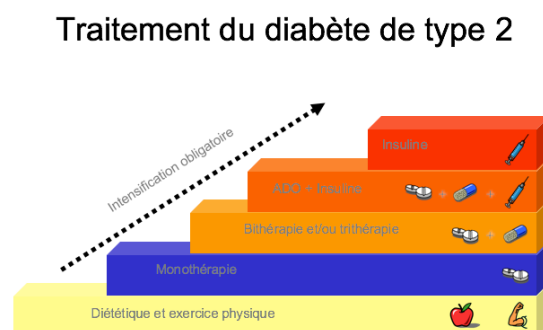 Traitement du diabète de type 2
Intensification obligatoire
Insuline
ADO + Insuline
Bithérapie et/ou trithérapie
Monothérapie
Diététique et exercice physique